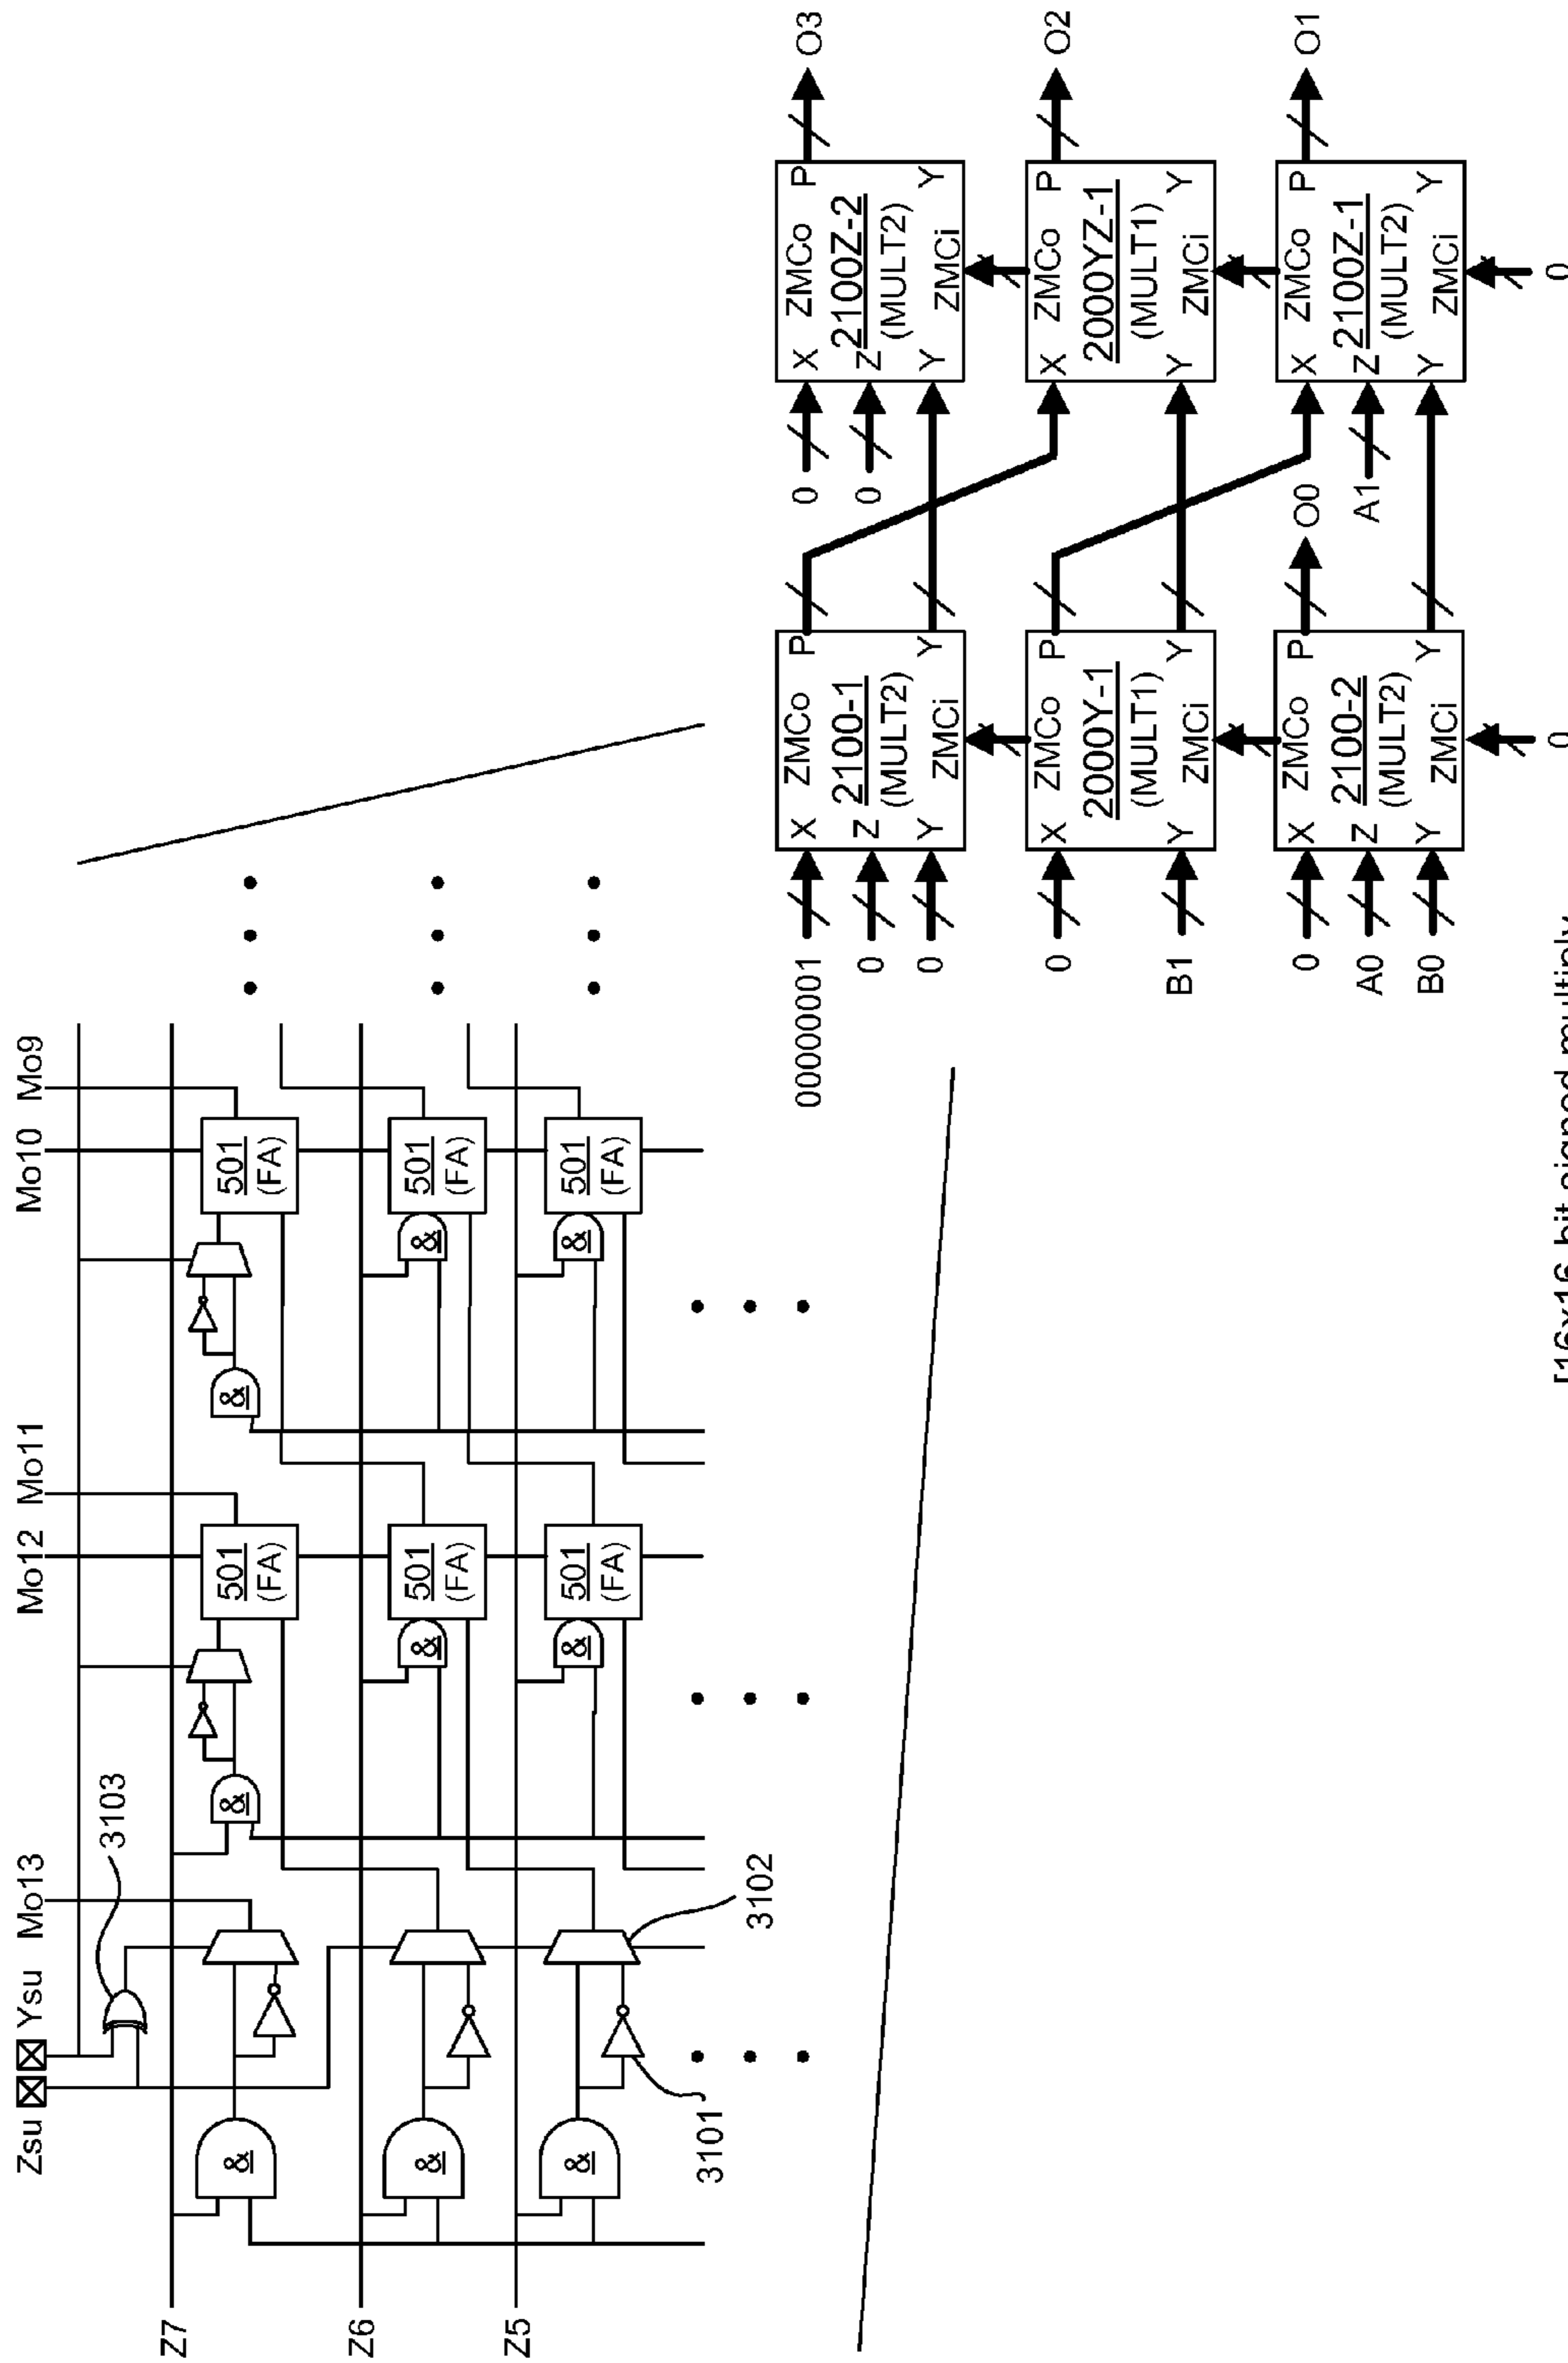 Zsu Ysu Mo13 Mo12 Mo11 Mo10 Mo9
3103
Z7
& & 501 & 501
(FA) (FA)
Z6
& & 501 & 501
(FA) (FA)
Z5
& & 501 & 501
(FA) (FA)
3101
3102
00000001 X ZMCo P 0 X ZMCo P O3
2100-1 2100Z-2
0 Z (MULT2) 0 Z (MULT2)
0 Y ZMCi Y Y ZMCi Y
0 X ZMCo P X ZMCo P O2
2000Y-1 2000YZ-1
(MULT1) (MULT1)
B1 Y ZMCi Y Y ZMCi Y
0 X ZMCo P O0 X ZMCo P O1
2100-2 2100Z-1
A0 Z (MULT2) A1 Z (MULT2)
B0 Y ZMCi Y Y ZMCi Y
0 0
[16x16-bit signed multiply